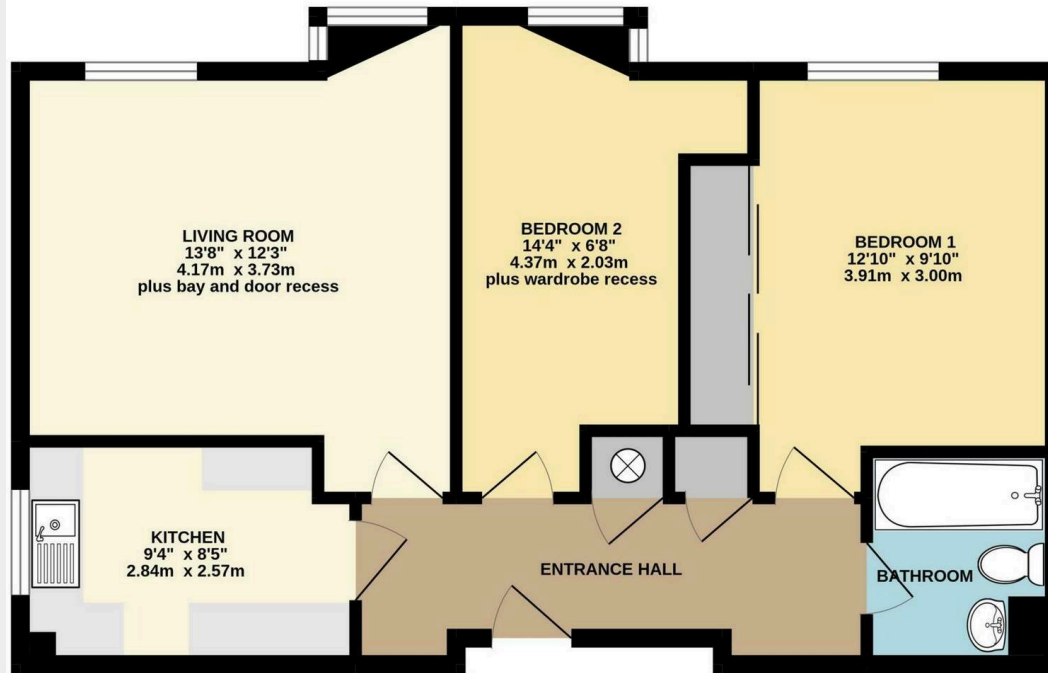 LIVING ROOM
13'8" x 12'3"
4.17m x 3.73m
plus bay and door recess
BEDROOM 2
14'4" x 6'8"
4.37m x 2.03m
plus wardrobe recess
BEDROOM 1
12'10" x 9'10"
3.91m x 3.00m
KITCHEN
9'4" x 8'5"
2.84m x 2.57m
ENTRANCE HALL
BATHROOM